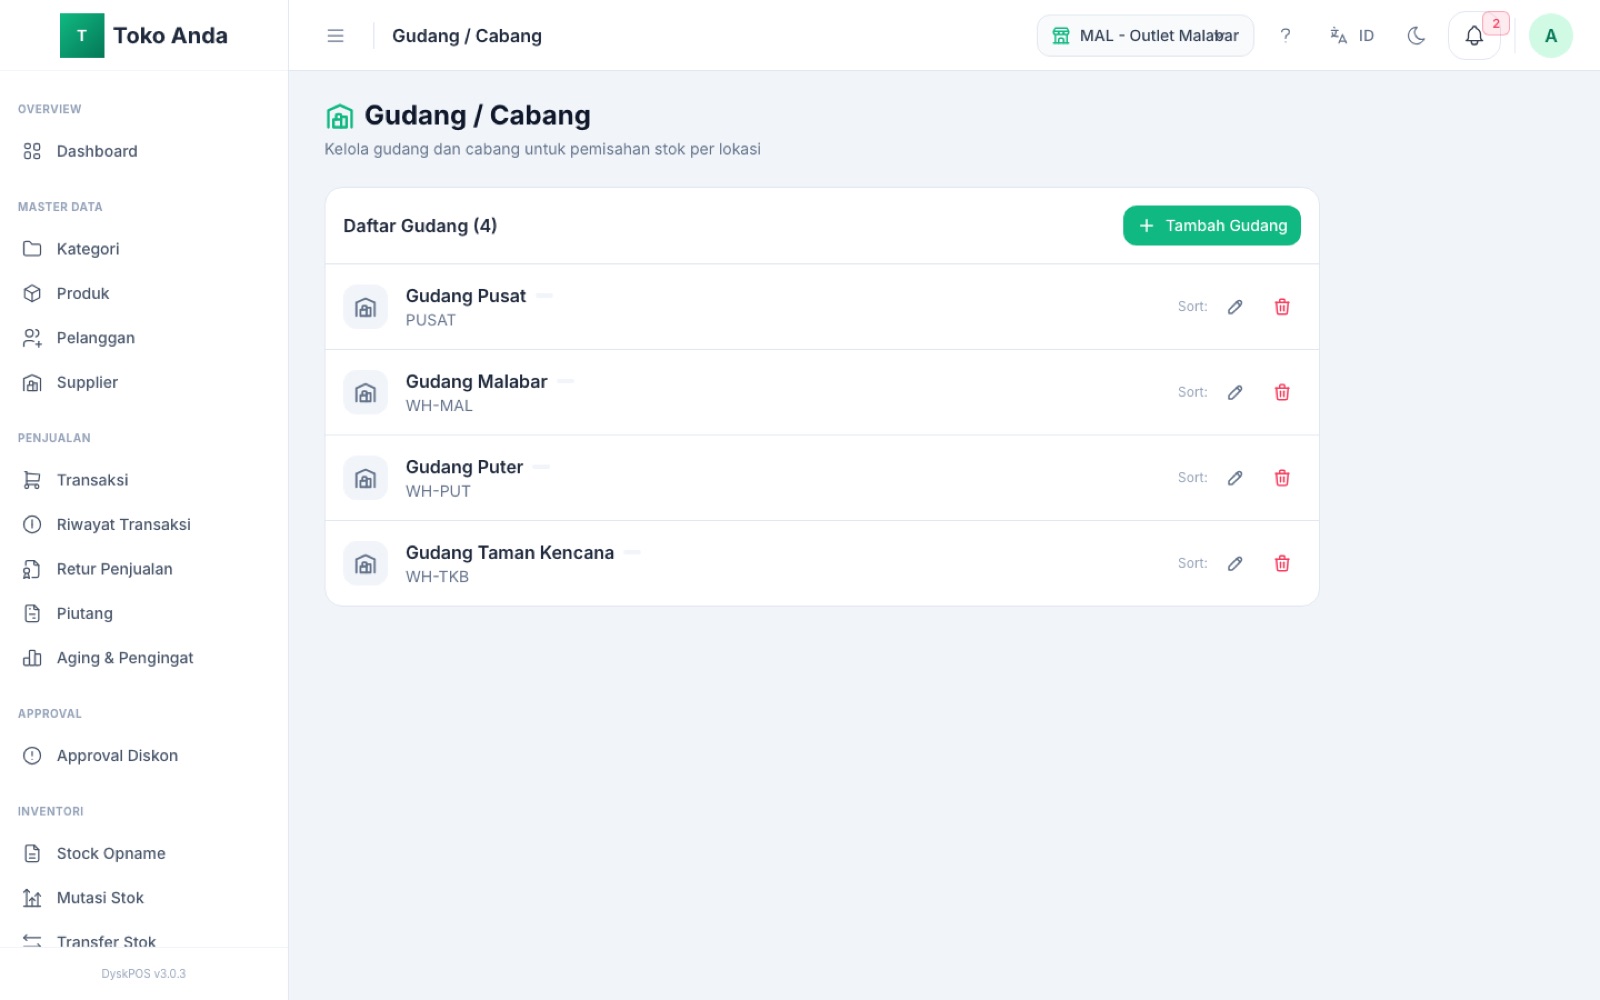 T
Toko Anda
Gudang / Cabang
MAL - Outlet Malabar
?
ID
2
A
OVERVIEW
Dashboard
MASTER DATA
Kategori
Produk
Pelanggan
Supplier
PENJUALAN
Transaksi
Riwayat Transaksi
Retur Penjualan
Piutang
Aging & Pengingat
APPROVAL
Approval Diskon
INVENTORI
Stock Opname
Mutasi Stok
Transfer Stok
DyskPOS v3.0.3
Gudang / Cabang
Kelola gudang dan cabang untuk pemisahan stok per lokasi
Daftar Gudang (4)
+ Tambah Gudang
Gudang Pusat
PUSAT
Sort:
Gudang Malabar
WH-MAL
Sort:
Gudang Puter
WH-PUT
Sort:
Gudang Taman Kencana
WH-TKB
Sort: